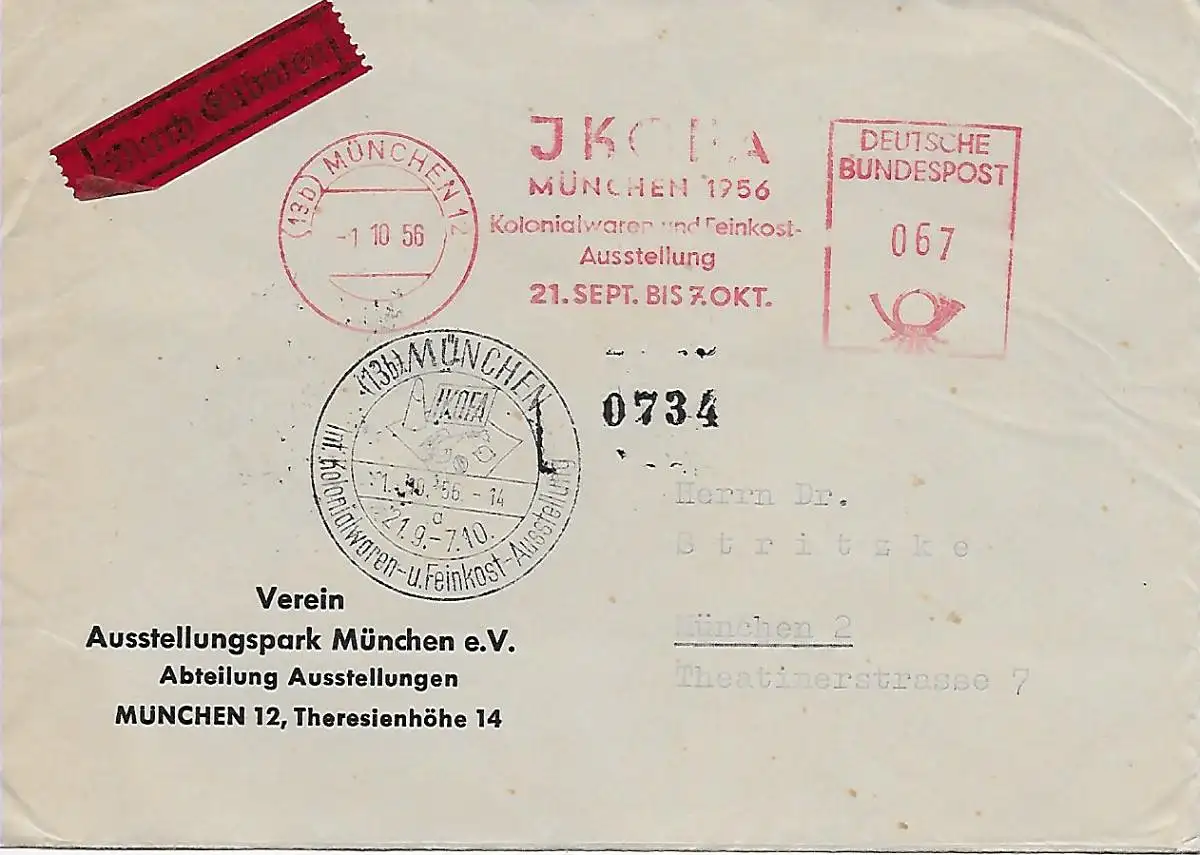 Durch Eilboten
(13b) MÜNCHEN 12
-1 10 56
JKOFA
MÜNCHEN 1956
Kolonialwaren und Feinkost-
Ausstellung
21. SEPT. BIS 7. OKT.
DEUTSCHE
BUNDESPOST
067
(13b) MÜNCHEN
IKOFA
1.10.56.-14
a
21.9.-7.10.
Int. Kolonialwaren-u. Feinkost-Ausstellung
0734
Herrn Dr.
Stritzke
München 2
Theatinerstrasse 7
Verein
Ausstellungspark München e.V.
Abteilung Ausstellungen
MUNCHEN 12, Theresienhöhe 14